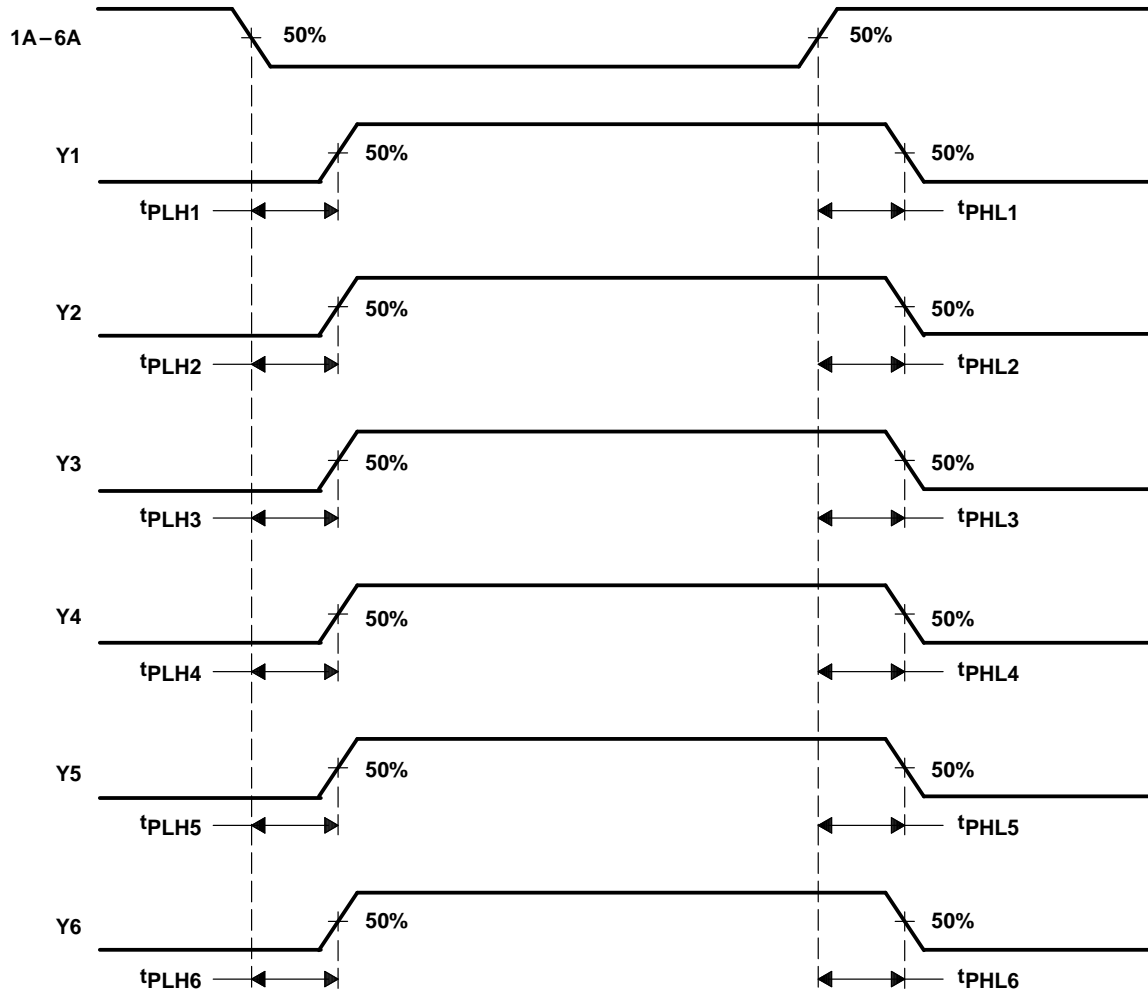 1A–6A 50% 50%
Y1 50% 50%
tPLH1 tPHL1
Y2 50% 50%
tPLH2 tPHL2
Y3 50% 50%
tPLH3 tPHL3
Y4 50% 50%
tPLH4 tPHL4
Y5 50% 50%
tPLH5 tPHL5
Y6 50% 50%
tPLH6 tPHL6